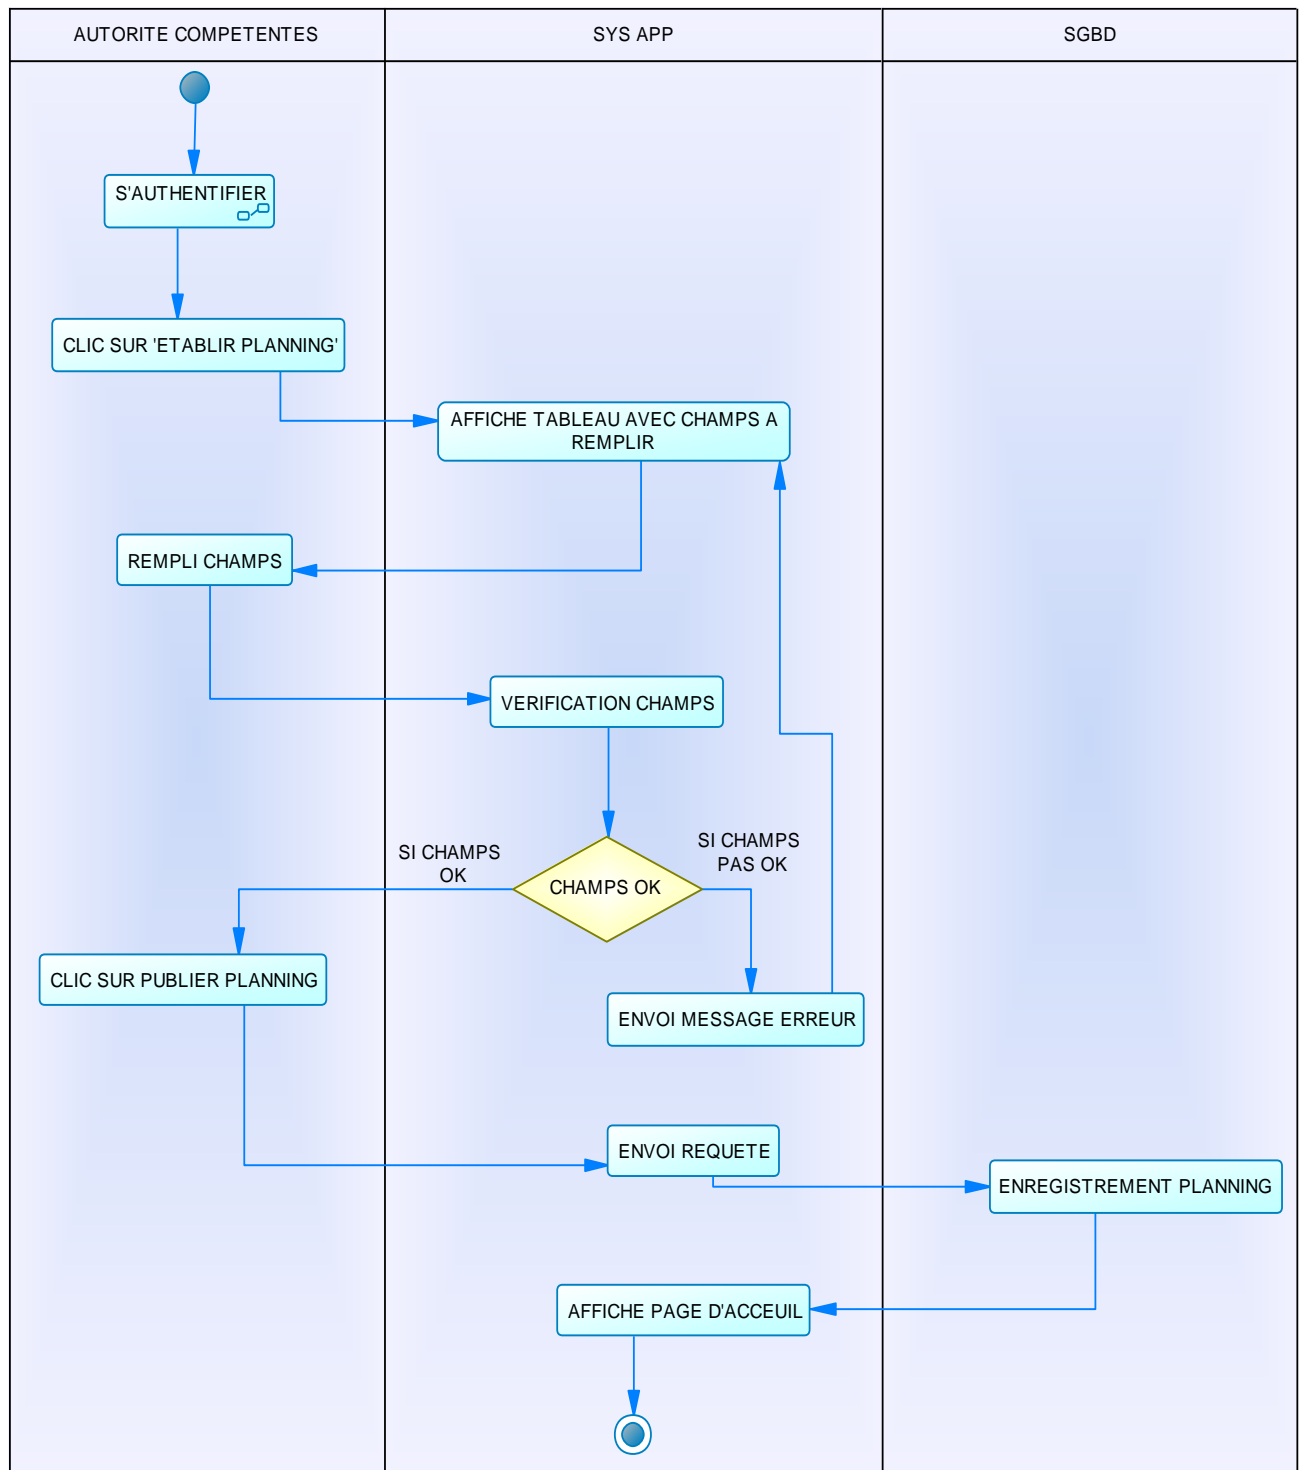 AUTORITE COMPETENTES
SYS APP
SGBD
S'AUTHENTIFIER
CLIC SUR 'ETABLIR PLANNING'
AFFICHE TABLEAU AVEC CHAMPS A
REMPLIR
REMPLI CHAMPS
VERIFICATION CHAMPS
SI CHAMPS
OK
CHAMPS OK
SI CHAMPS
PAS OK
CLIC SUR PUBLIER PLANNING
ENVOI MESSAGE ERREUR
ENVOI REQUETE
ENREGISTREMENT PLANNING
AFFICHE PAGE D'ACCEUIL